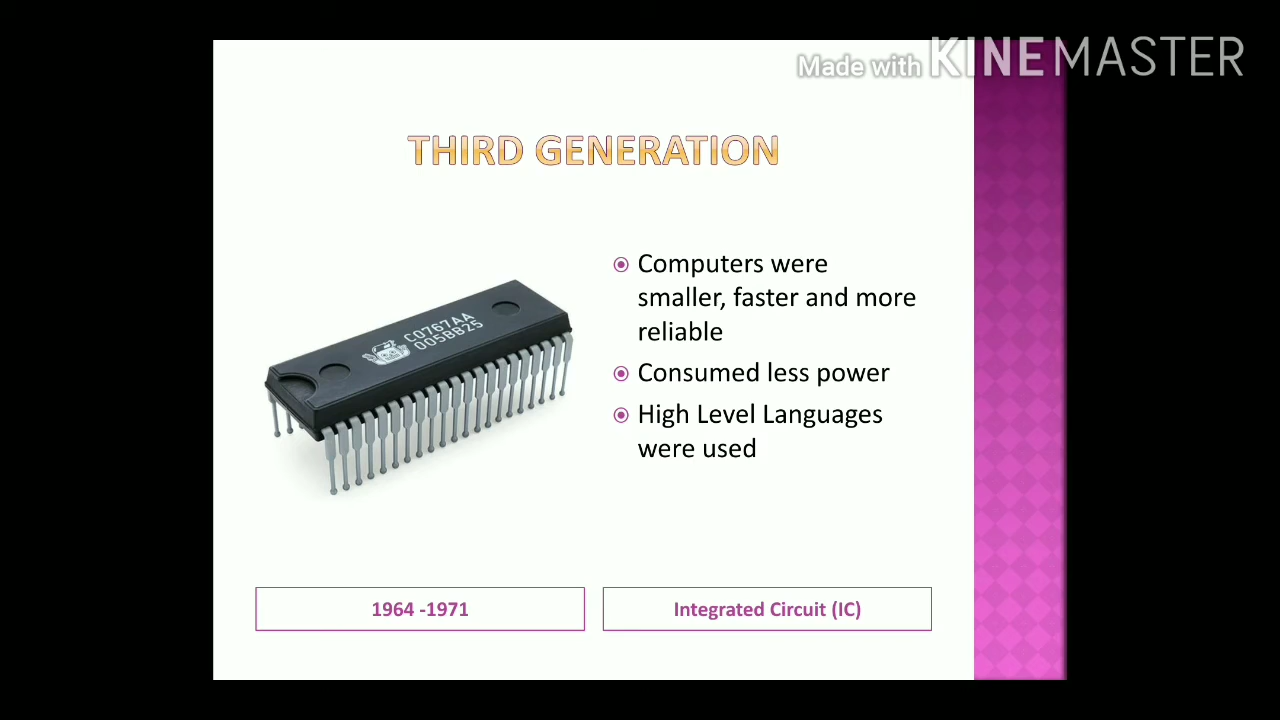 Made with KINEMASTER
THIRD GENERATION
Computers were
smaller, faster and more
reliable
Consumed less power
High Level Languages
were used
C0767AA
005BB25
1964 -1971
Integrated Circuit (IC)